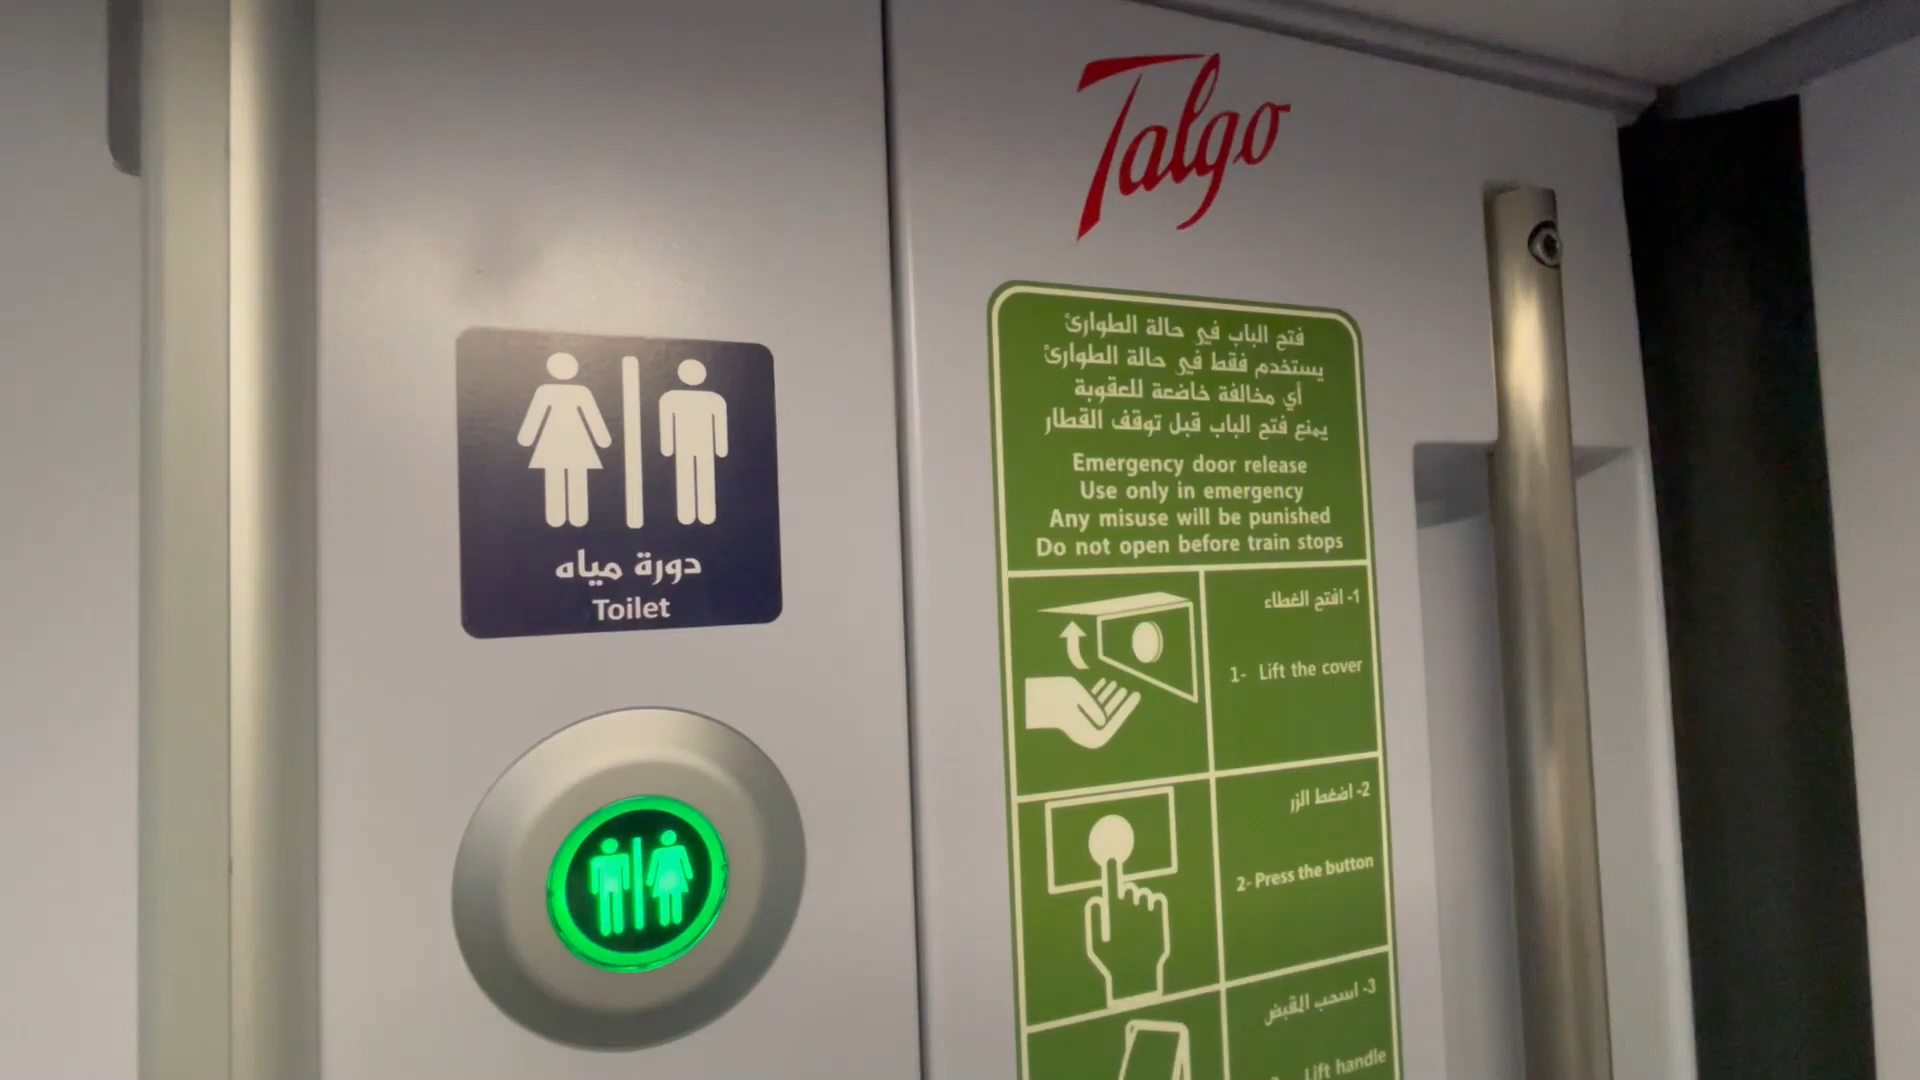 Talgo
دورة مياه
Toilet
فتح الباب في حالة الطوارئ
يستخدم فقط في حالة الطوارئ
أي مخالفة خاضعة للعقوبة
يمنع فتح الباب قبل توقف القطار
Emergency door release
Use only in emergency
Any misuse will be punished
Do not open before train stops
1- افتح الغطاء
1- Lift the cover
2- اضغط الزر
2- Press the button
3- اسحب المقبض
Lift handle